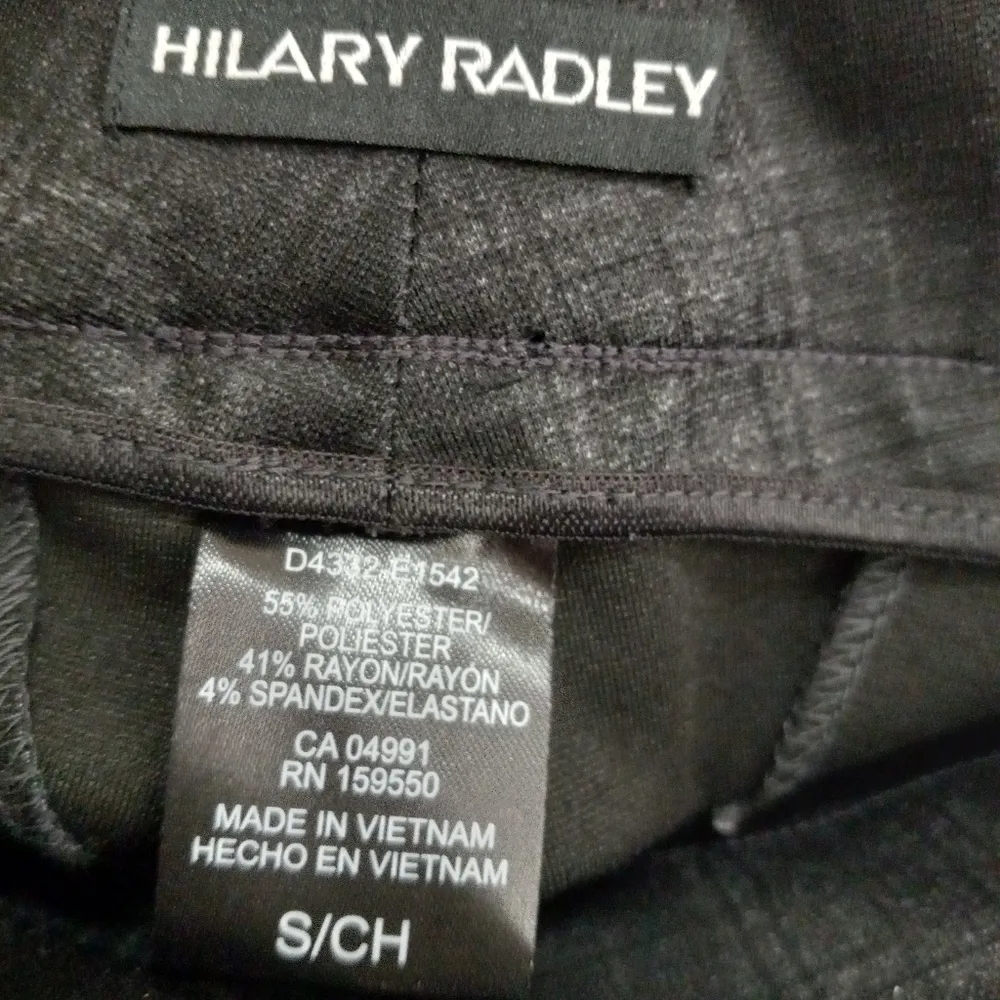 HILARY RADLEY
D4332-E1542
55% POLYESTER/
POLIESTER
41% RAYON/RAYÓN
4% SPANDEX/ELASTANO
CA 04991
RN 159550
MADE IN VIETNAM
HECHO EN VIETNAM
S/CH